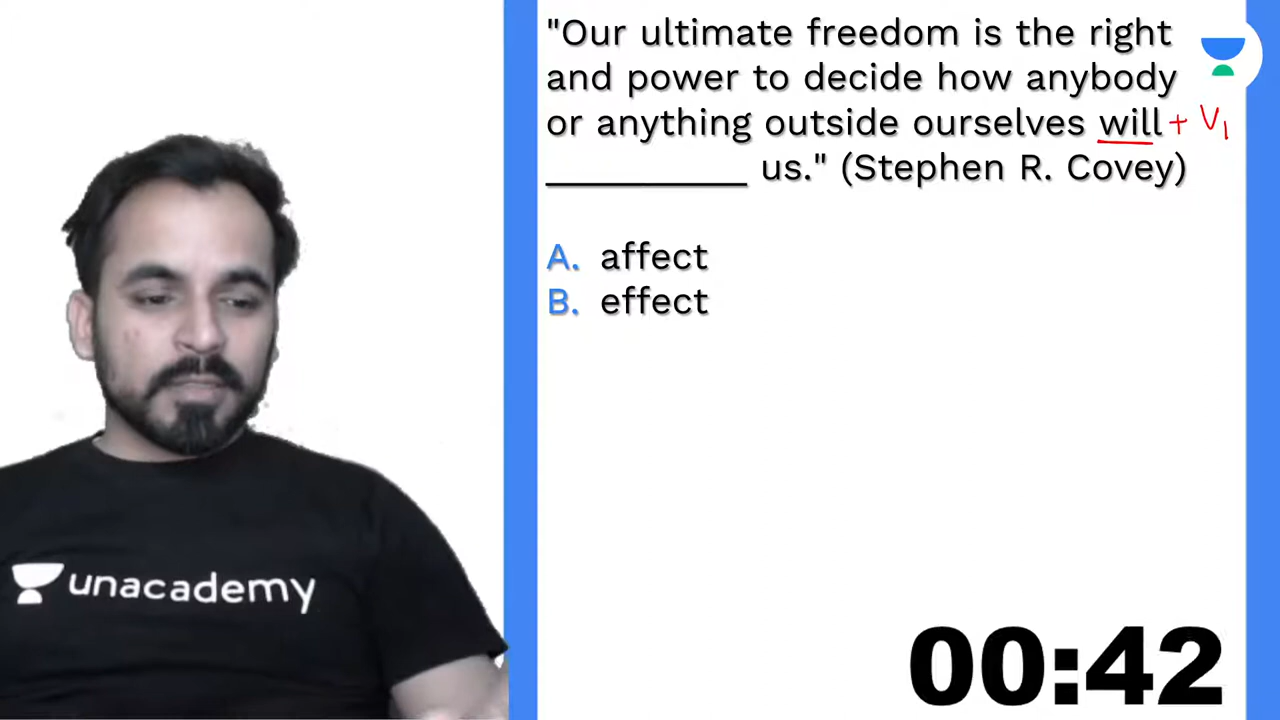 "Our ultimate freedom is the right
and power to decide how anybody
or anything outside ourselves will + V1
__________ us." (Stephen R. Covey)
A. affect
B. effect
unacademy
00:42